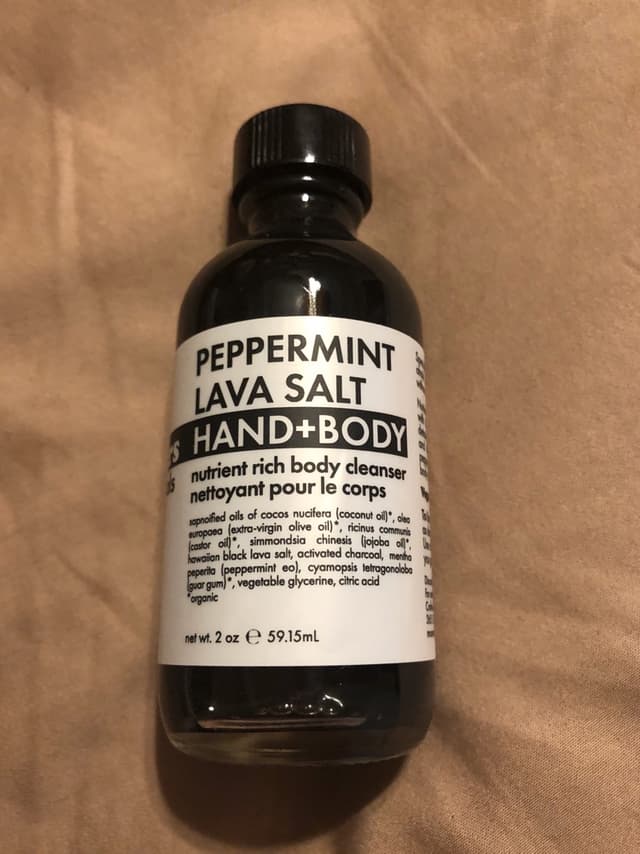 PEPPERMINT
LAVA SALT
HAND+BODY
nutrient rich body cleanser
nettoyant pour le corps
sapnoified oils of cocos nucifera (coconut oil)*, olea
europaea (extra-virgin olive oil)*, ricinus communis
(castor oil)*, simmondsia chinesis (jojoba oil)*,
hawaiian black lava salt, activated charcoal, mentha
peperita (peppermint eo), cyamopsis tetragonoloba
(guar gum)*, vegetable glycerine, citric acid
*organic
net wt. 2 oz ℮ 59.15mL